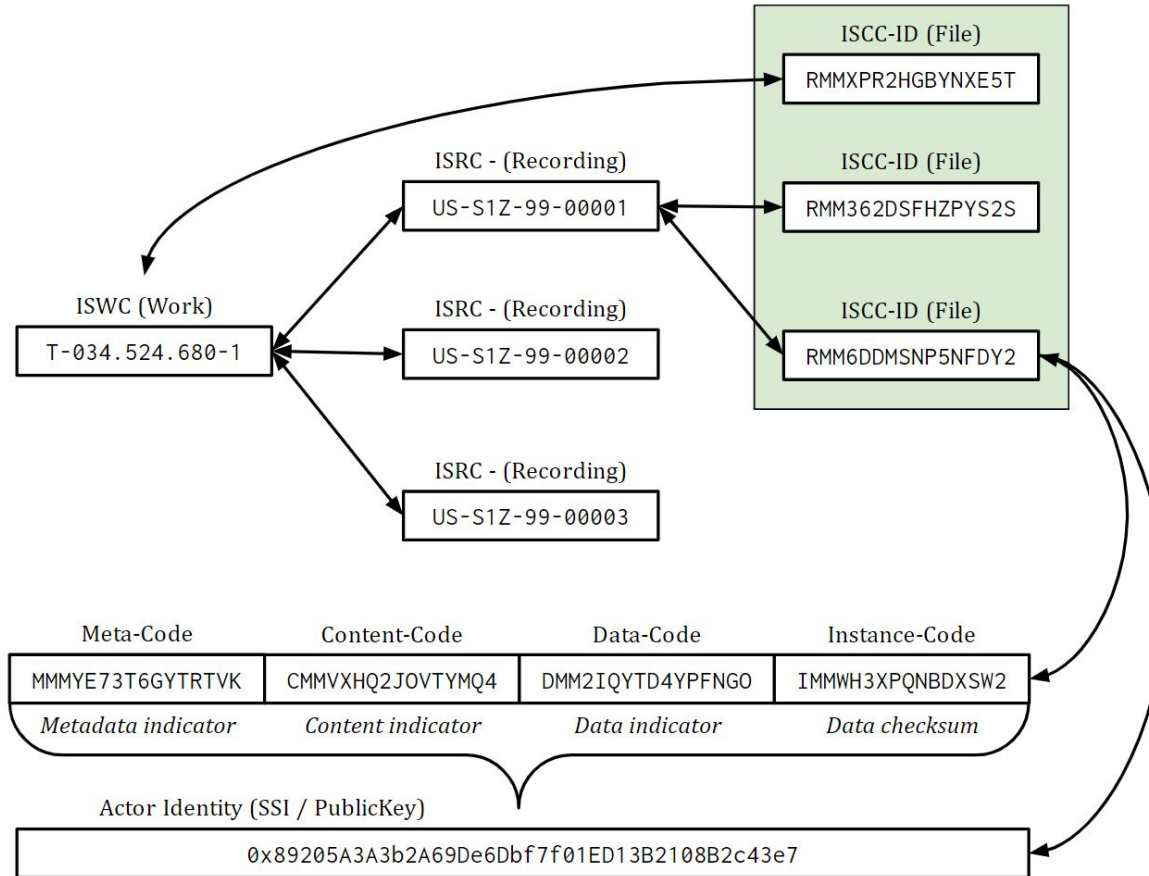 ISCC-ID (File)
RMMXPR2HGBYNXE5T
ISRC - (Recording)
US-S1Z-99-00001
ISCC-ID (File)
RMM362DSFHZPYS2S
ISWC (Work)
T-034.524.680-1
ISRC - (Recording)
US-S1Z-99-00002
ISCC-ID (File)
RMM6DDMSNP5NFDY2
ISRC - (Recording)
US-S1Z-99-00003
Meta-Code Content-Code Data-Code Instance-Code
MMMYE73T6GYTRTVK CMMVXHQ2JOVTYMQ4 DMM2IQYTD4YPFNGO IMMWH3XPQNBDXSW2
Metadata indicator Content indicator Data indicator Data checksum
Actor Identity (SSI / PublicKey)
0x89205A3A3b2A69De6Dbf7f01ED13B2108B2c43e7